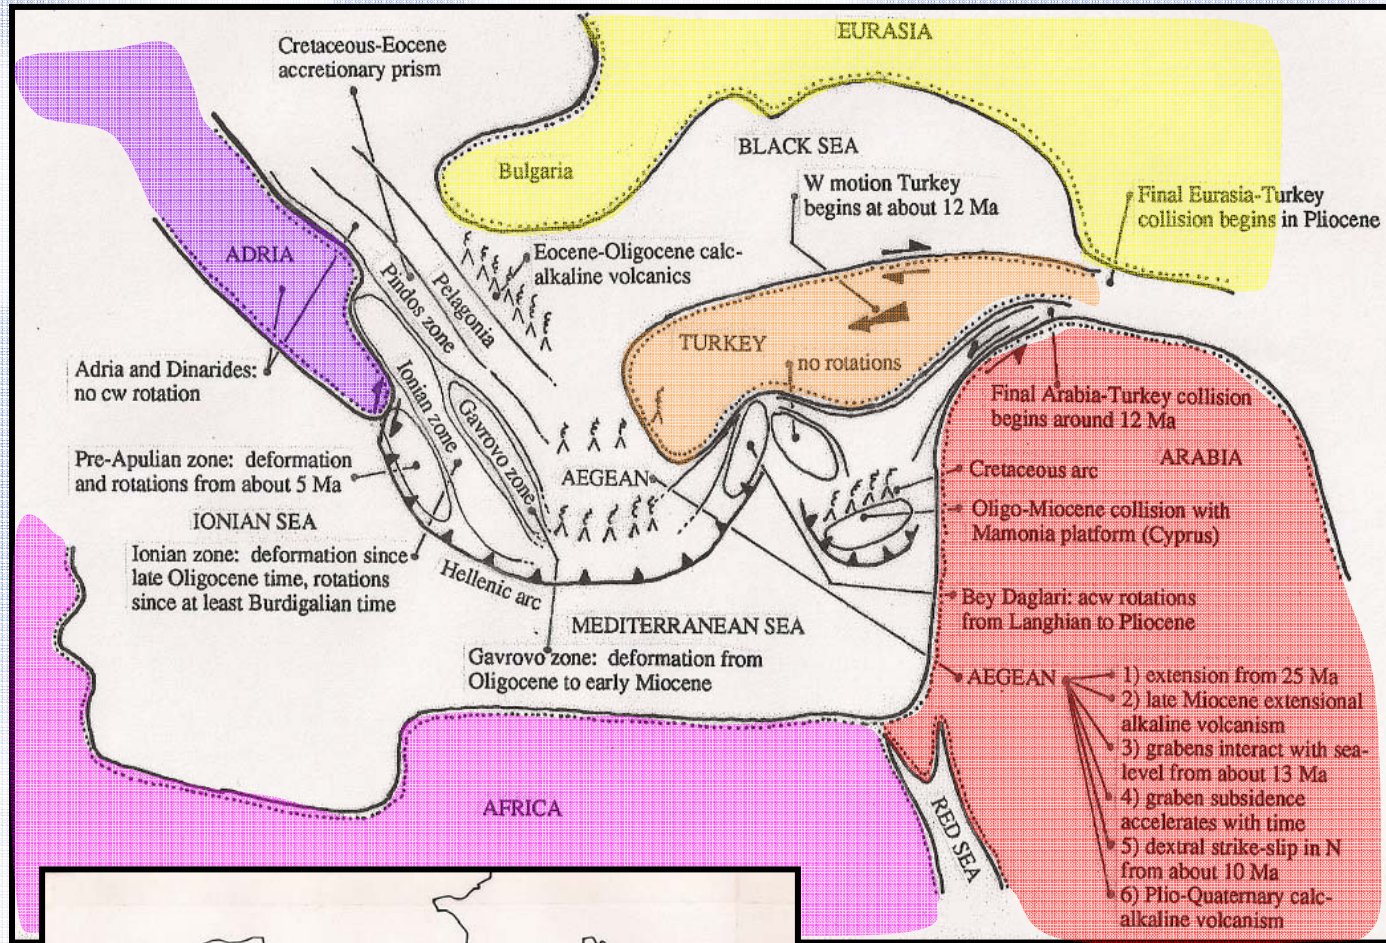 EURASIA
Cretaceous-Eocene
accretionary prism
BLACK SEA
Bulgaria
W motion Turkey
begins at about 12 Ma
Final Eurasia-Turkey
collision begins in Pliocene
ADRIA
Eocene-Oligocene calc-
alkaline volcanics
Pindos zone
Pelagonia
TURKEY
no rotations
Adria and Dinarides:
no cw rotation
Ionian zone
Gavrovo zone
Final Arabia-Turkey collision
begins around 12 Ma
ARABIA
Pre-Apulian zone: deformation
and rotations from about 5 Ma
AEGEAN
Cretaceous arc
IONIAN SEA
Oligo-Miocene collision with
Mamonia platform (Cyprus)
Ionian zone: deformation since
late Oligocene time, rotations
since at least Burdigalian time
Hellenic arc
Bey Daglari: acw rotations
from Langhian to Pliocene
MEDITERRANEAN SEA
Gavrovo zone: deformation from
Oligocene to early Miocene
AEGEAN
1) extension from 25 Ma
2) late Miocene extensional
alkaline volcanism
3) grabens interact with sea-
level from about 13 Ma
4) graben subsidence
accelerates with time
5) dextral strike-slip in N
from about 10 Ma
6) Plio-Quaternary calc-
alkaline volcanism
AFRICA
RED SEA